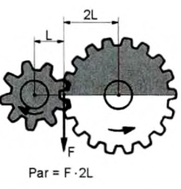 2L
L
F
Par = F·2L